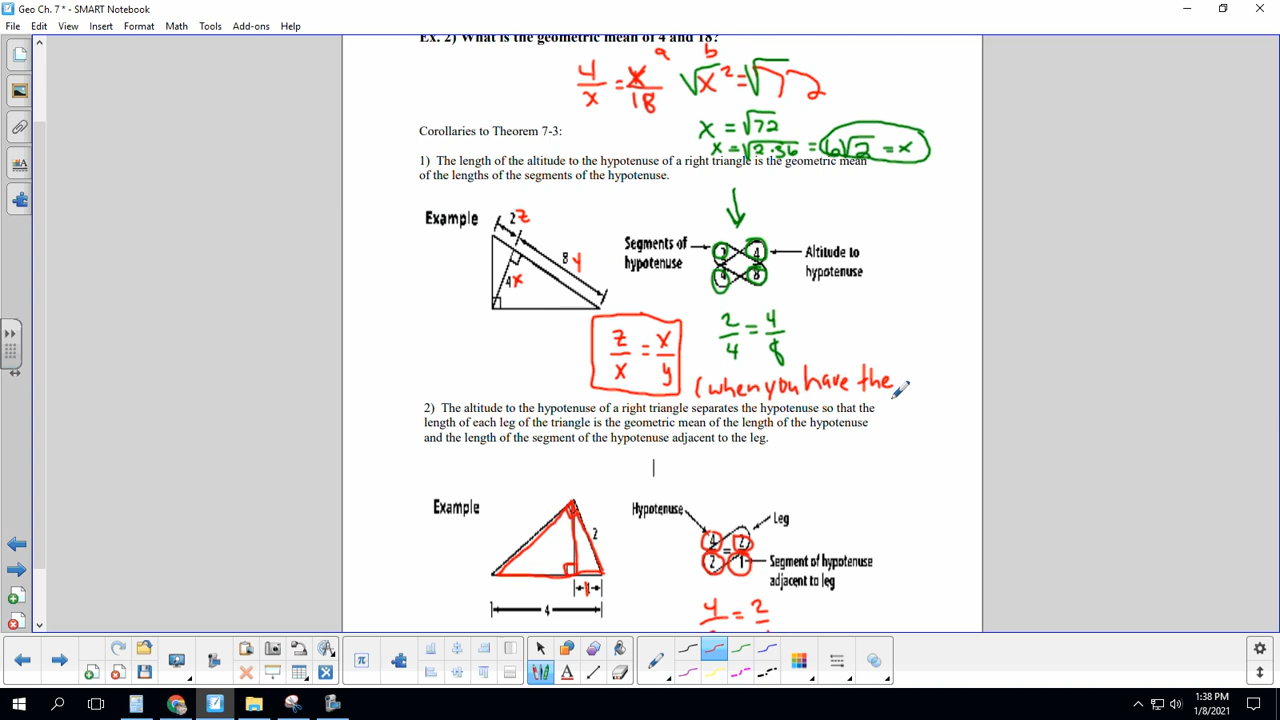 Geo Ch. 7 * - SMART Notebook
File Edit View Insert Format Math Tools Add-ons Help
Ex. 2) What is the geometric mean of 4 and 18?
a b
4/x = x/18 √x² = √72
x = √72
x = √2·36 = 6√2 = x
Corollaries to Theorem 7-3:
1) The length of the altitude to the hypotenuse of a right triangle is the geometric mean
of the lengths of the segments of the hypotenuse.
Example
2 z
8 y
4 x
Segments of
hypotenuse
2 4
4 8
Altitude to
hypotenuse
z/x = x/y
2/4 = 4/8
(when you have the
2) The altitude to the hypotenuse of a right triangle separates the hypotenuse so that the
length of each leg of the triangle is the geometric mean of the length of the hypotenuse
and the length of the segment of the hypotenuse adjacent to the leg.
Example
2
1
4
Hypotenuse
Leg
4 = 2
2 1
Segment of hypotenuse
adjacent to leg
4 = 2
1:38 PM
1/8/2021